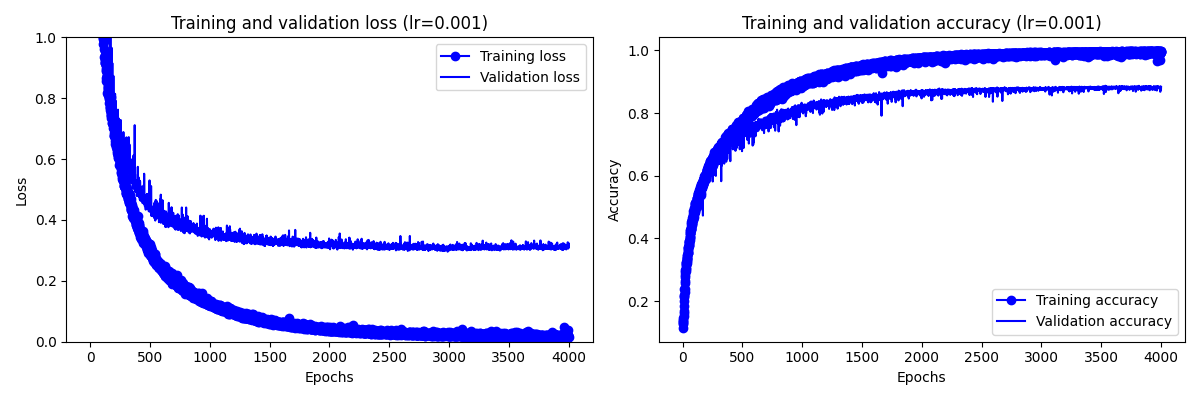 Training and validation loss (lr=0.001)
1.0
0.8
0.6
0.4
0.2
0.0
Loss
Training loss
Validation loss
0 500 1000 1500 2000 2500 3000 3500 4000
Epochs
Training and validation accuracy (lr=0.001)
1.0
0.8
0.6
0.4
0.2
Accuracy
Training accuracy
Validation accuracy
0 500 1000 1500 2000 2500 3000 3500 4000
Epochs